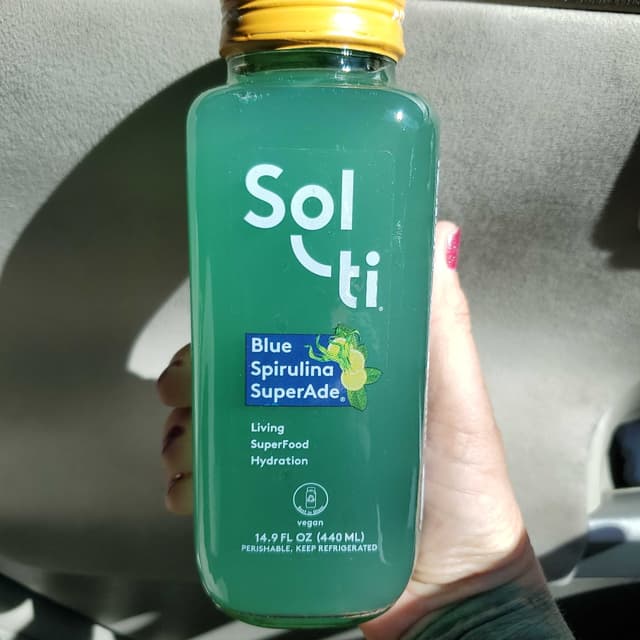 Sol
ti
Blue
Spirulina
SuperAde®
Living
SuperFood
Hydration
vegan
14.9 FL OZ (440 ML)
PERISHABLE. KEEP REFRIGERATED